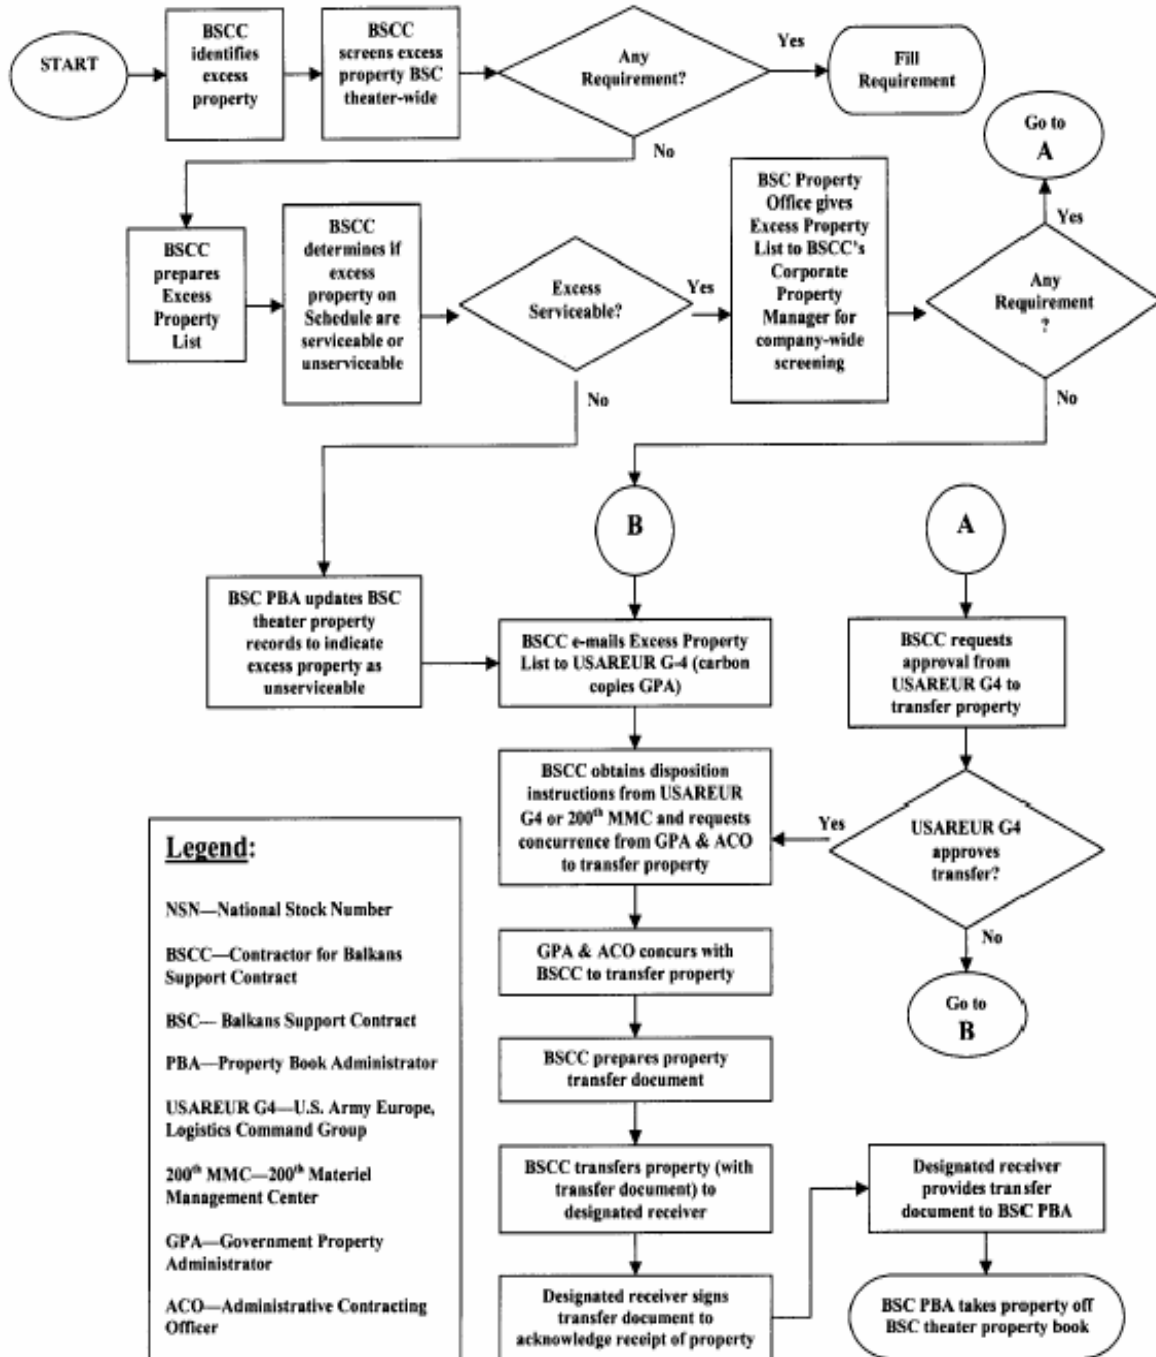 START
BSCC
identifies
excess
property
BSCC
screens excess
property BSC
theater-wide
Any
Requirement?
Yes
Fill
Requirement
No
Go to
A
BSCC
prepares
Excess
Property
List
BSCC
determines if
excess
property on
Schedule are
serviceable or
unserviceable
Excess
Serviceable?
Yes
BSC Property
Office gives
Excess Property
List to BSCC's
Corporate
Property
Manager for
company-wide
screening
Yes
Any
Requirement
?
No
No
B
A
BSC PBA updates BSC
theater property
records to indicate
excess property as
unserviceable
BSCC e-mails Excess Property
List to USAREUR G-4 (carbon
copies GPA)
BSCC requests
approval from
USAREUR G4 to
transfer property
BSCC obtains disposition
instructions from USAREUR
G4 or 200th MMC and requests
concurrence from GPA & ACO
to transfer property
Yes
USAREUR G4
approves
transfer?
No
Go to
B
GPA & ACO concurs with
BSCC to transfer property
BSCC prepares property
transfer document
BSCC transfers property (with
transfer document) to
designated receiver
Designated receiver signs
transfer document to
acknowledge receipt of property
Designated receiver
provides transfer
document to BSC PBA
BSC PBA takes property off
BSC theater property book
Legend:
NSN—National Stock Number
BSCC—Contractor for Balkans
Support Contract
BSC— Balkans Support Contract
PBA—Property Book Administrator
USAREUR G4—U.S. Army Europe,
Logistics Command Group
200th MMC—200th Materiel
Management Center
GPA—Government Property
Administrator
ACO—Administrative Contracting
Officer